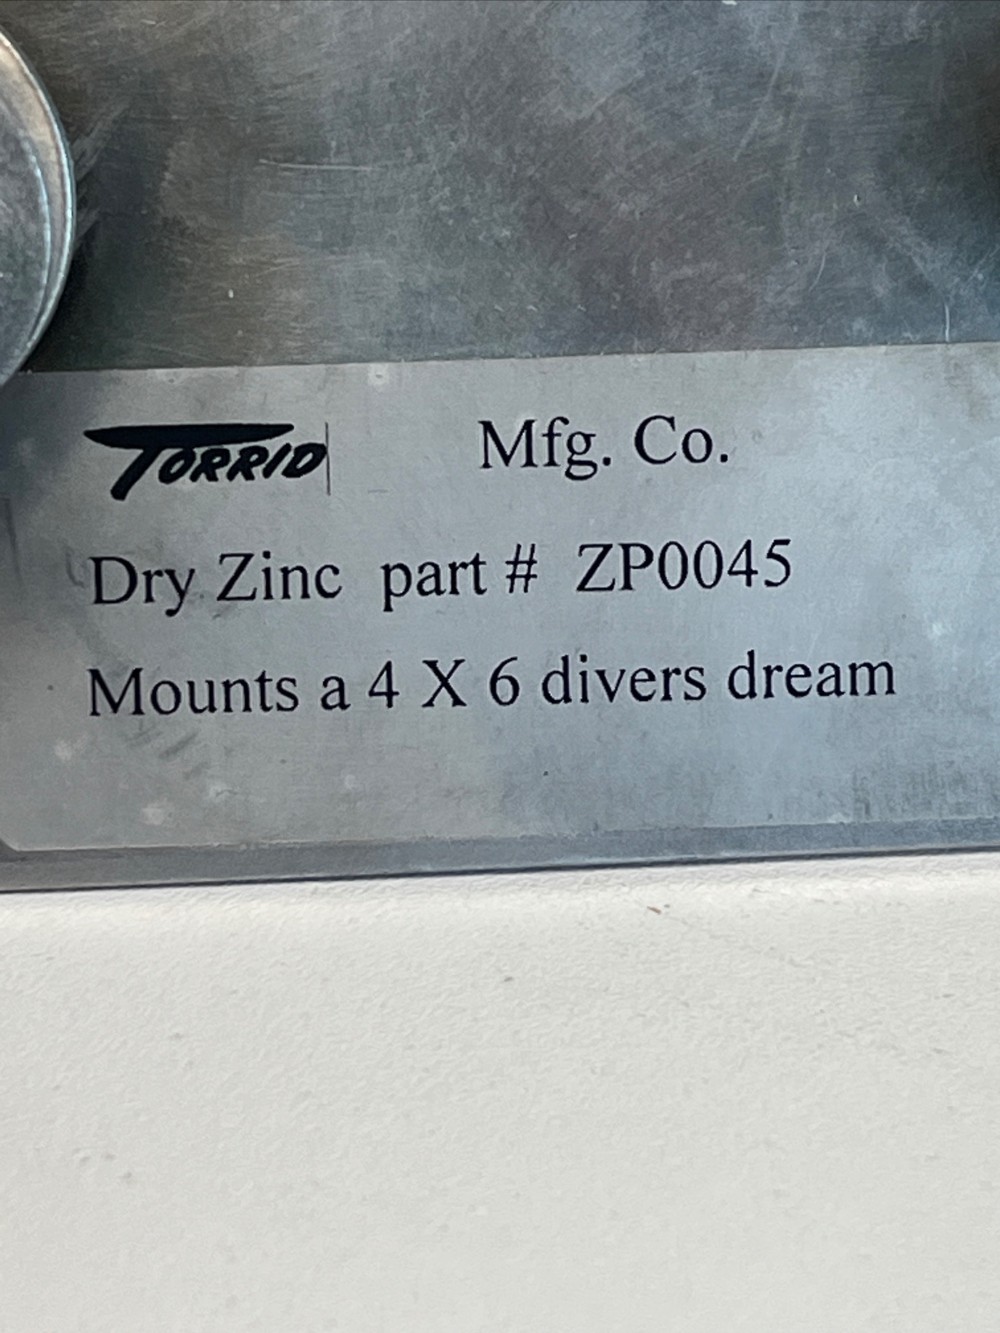 TORRID Mfg. Co.
Dry Zinc part # ZP0045
Mounts a 4 X 6 divers dream